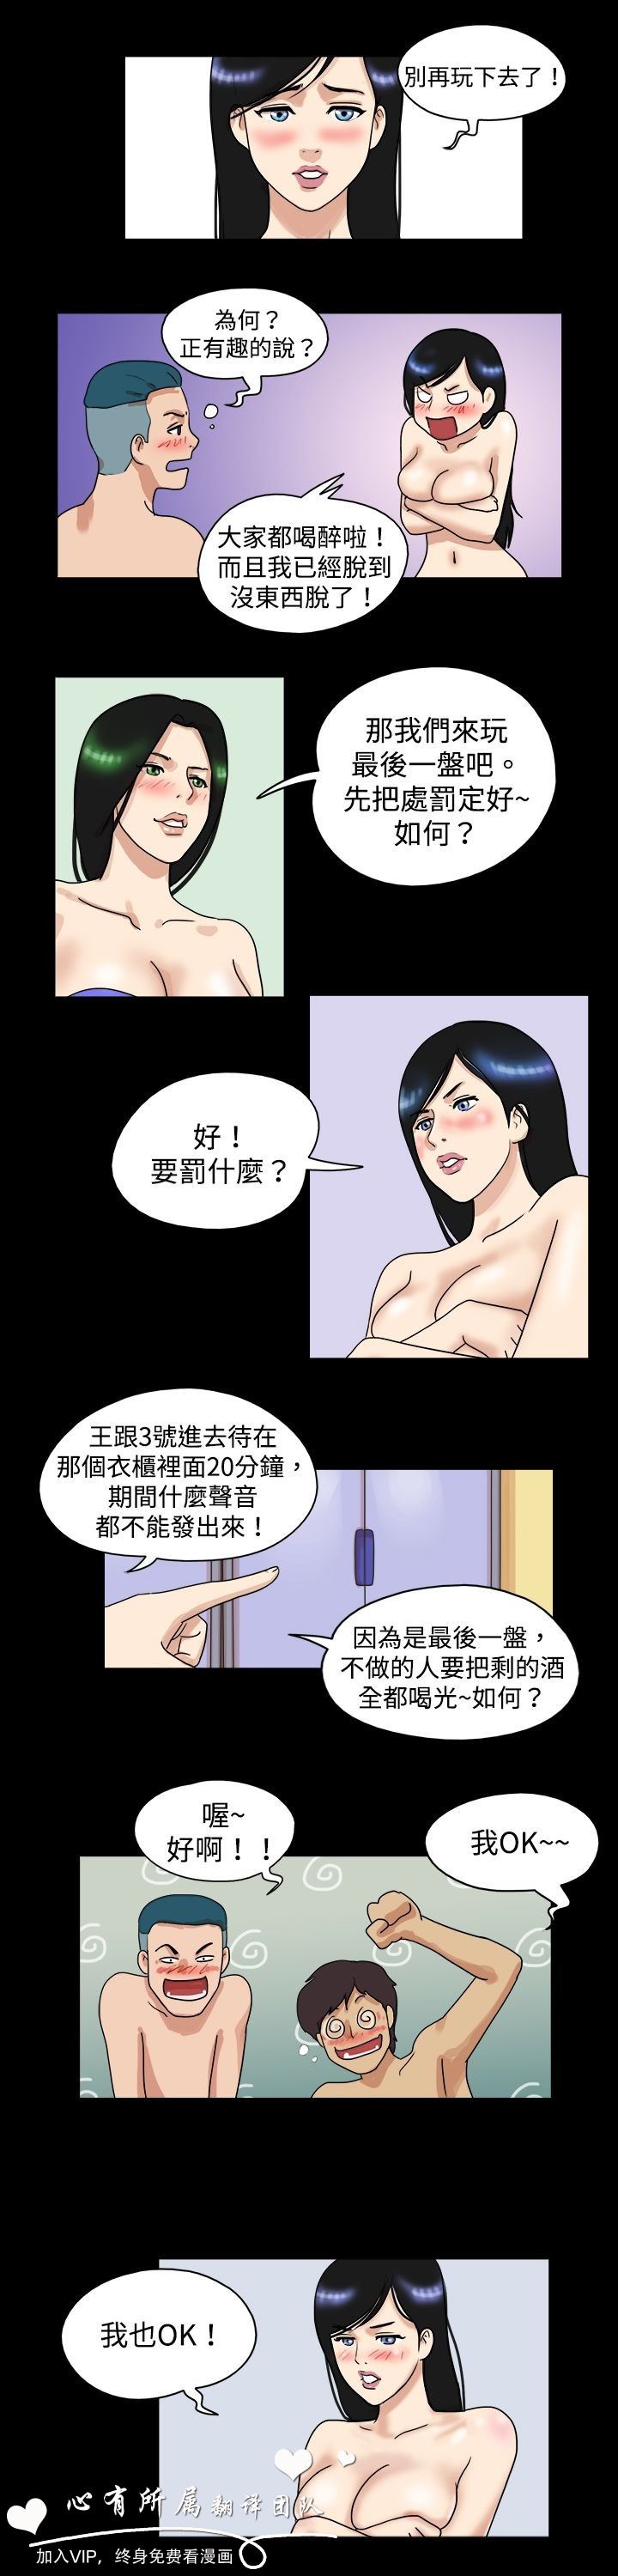 別再玩下去了！
為何？
正有趣的說？
大家都喝醉啦！
而且我已經脫到
沒東西脫了！
那我們來玩
最後一盤吧。
先把處罰定好~
如何？
好！
要罰什麼？
王跟3號進去待在
那個衣櫃裡面20分鐘，
期間什麼聲音
都不能發出來！
因為是最後一盤，
不做的人要把剩的酒
全都喝光~如何？
喔~
好啊！！
我OK~~
我也OK！
心有所属翻译团队
加入VIP，终身免费看漫画